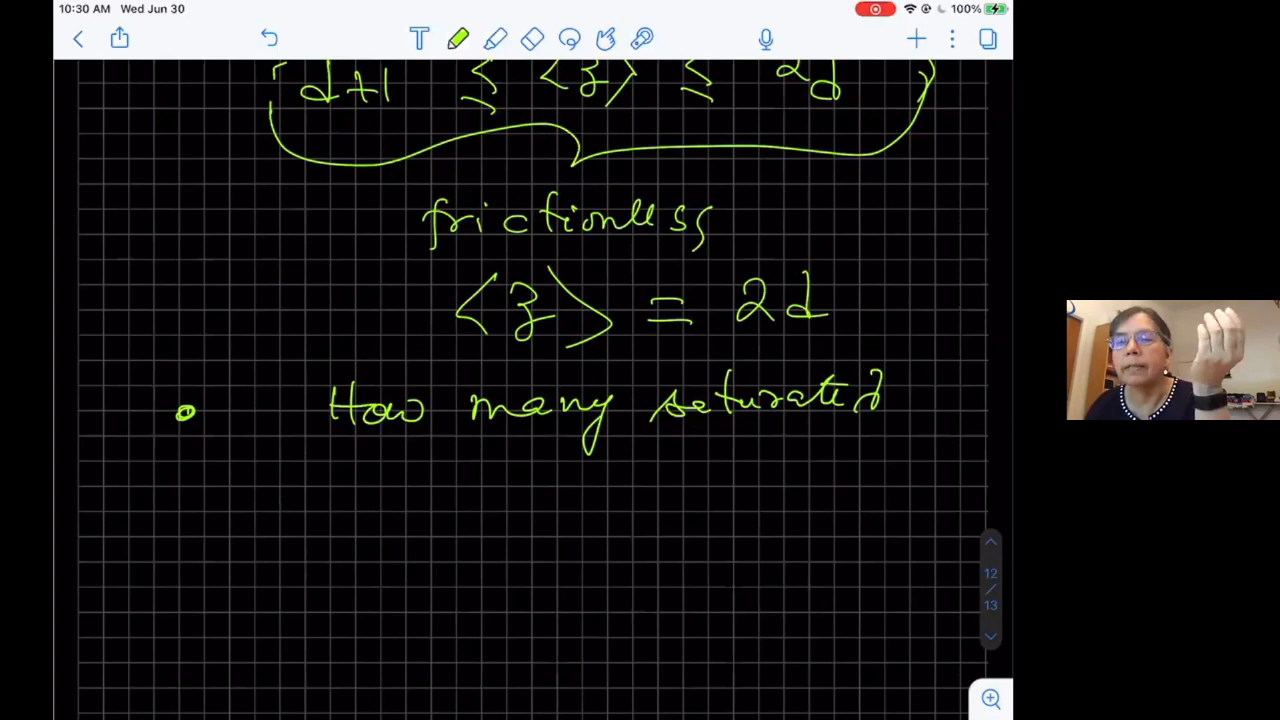 10:30 AM Wed Jun 30
100%
d+1 ≤ <z> ≤ 2d
frictionless
<z> = 2d
• How many saturated
12
/
13